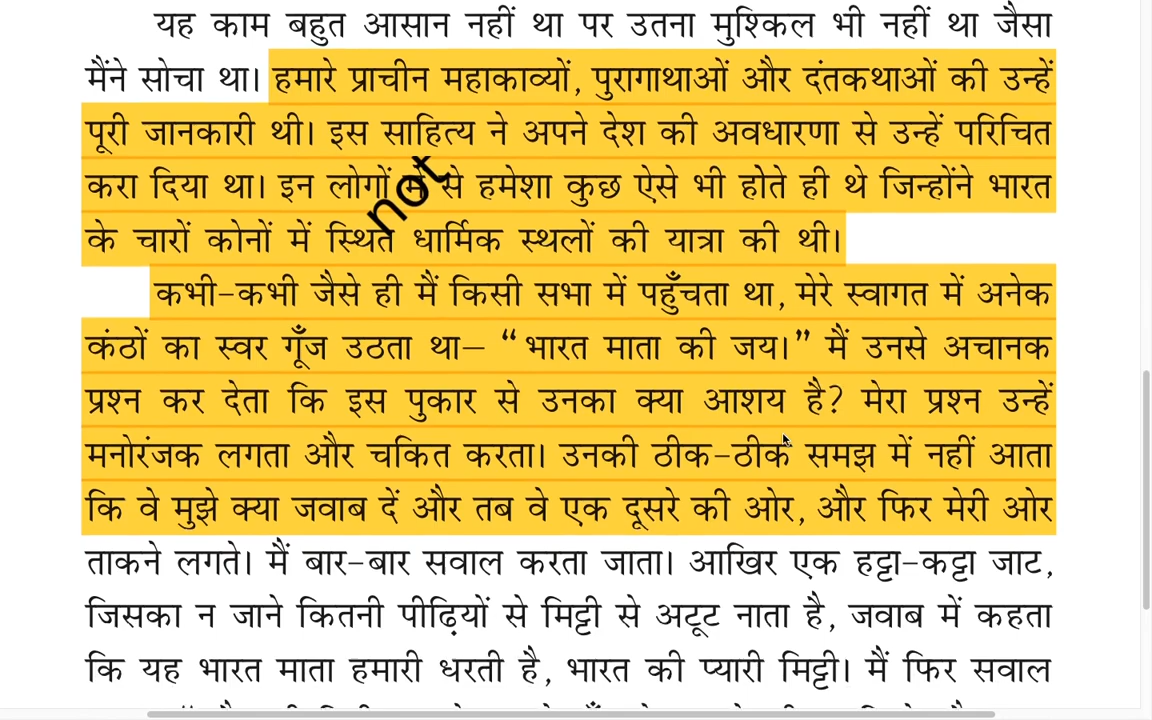 यह काम बहुत आसान नहीं था पर उतना मुश्किल भी नहीं था जैसा
मैंने सोचा था। हमारे प्राचीन महाकाव्यों, पुरागाथाओं और दंतकथाओं की उन्हें
पूरी जानकारी थी। इस साहित्य ने अपने देश की अवधारणा से उन्हें परिचित
करा दिया था। इन लोगों में से हमेशा कुछ ऐसे भी होते ही थे जिन्होंने भारत
not
के चारों कोनों में स्थित धार्मिक स्थलों की यात्रा की थी।
कभी-कभी जैसे ही मैं किसी सभा में पहुँचता था, मेरे स्वागत में अनेक
कंठों का स्वर गूँज उठता था– “भारत माता की जय।” मैं उनसे अचानक
प्रश्न कर देता कि इस पुकार से उनका क्या आशय है? मेरा प्रश्न उन्हें
मनोरंजक लगता और चकित करता। उनकी ठीक-ठीक समझ में नहीं आता
कि वे मुझे क्या जवाब दें और तब वे एक दूसरे की ओर, और फिर मेरी ओर
ताकने लगते। मैं बार-बार सवाल करता जाता। आखिर एक हट्टा-कट्टा जाट,
जिसका न जाने कितनी पीढ़ियों से मिट्टी से अटूट नाता है, जवाब में कहता
कि यह भारत माता हमारी धरती है, भारत की प्यारी मिट्टी। मैं फिर सवाल